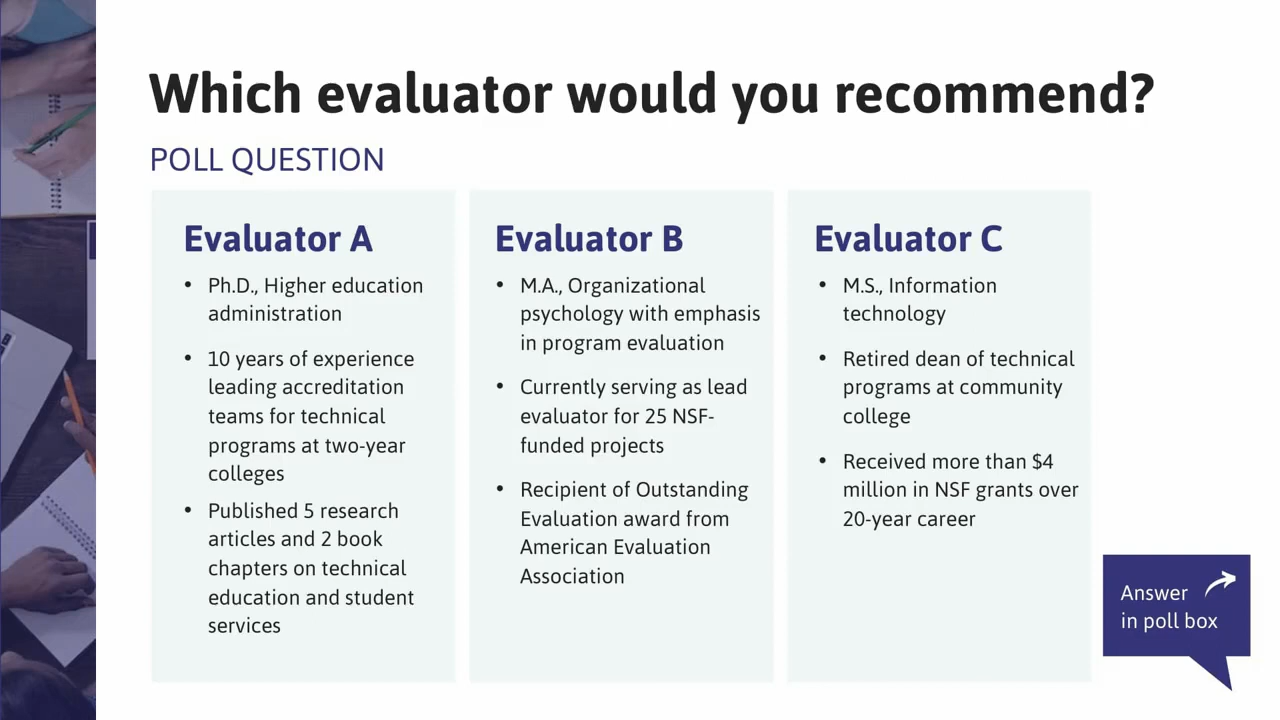 Which evaluator would you recommend?
POLL QUESTION
Evaluator A
• Ph.D., Higher education
administration
• 10 years of experience
leading accreditation
teams for technical
programs at two-year
colleges
• Published 5 research
articles and 2 book
chapters on technical
education and student
services
Evaluator B
• M.A., Organizational
psychology with emphasis
in program evaluation
• Currently serving as lead
evaluator for 25 NSF-
funded projects
• Recipient of Outstanding
Evaluation award from
American Evaluation
Association
Evaluator C
• M.S., Information
technology
• Retired dean of technical
programs at community
college
• Received more than $4
million in NSF grants over
20-year career
Answer
in poll box